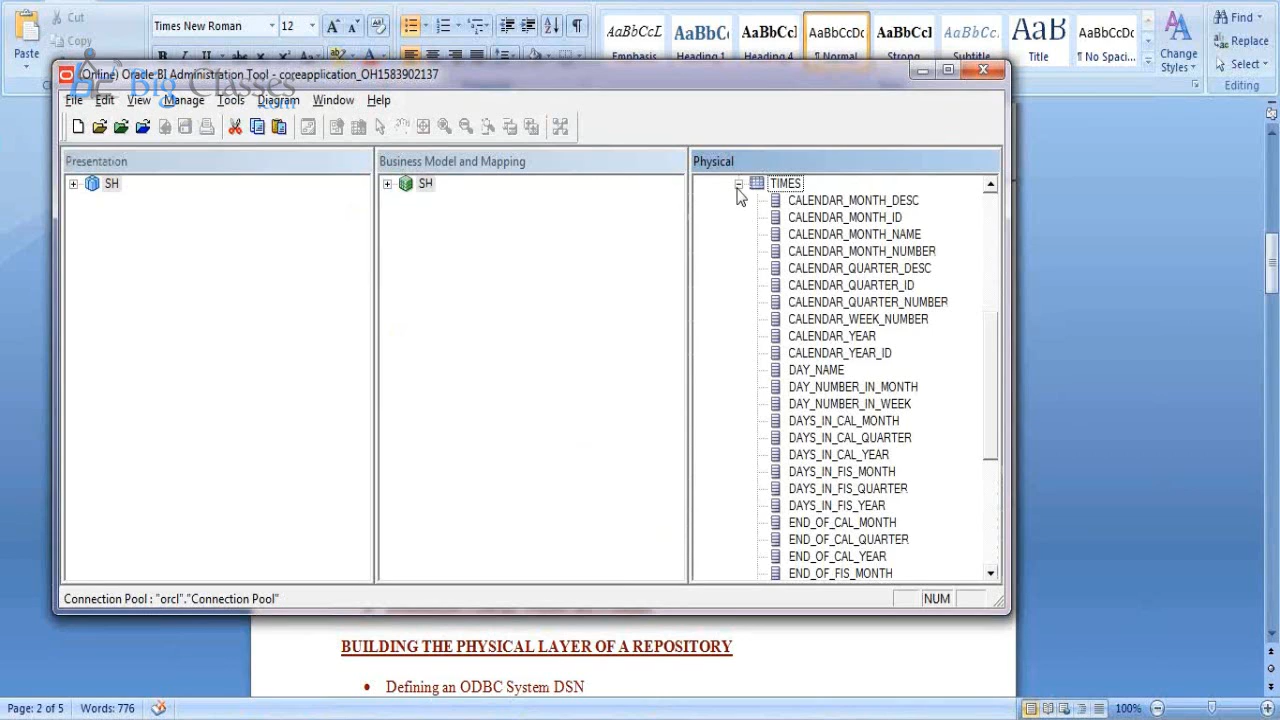 Cut
Copy
Paste
Times New Roman
12
AaBbCcL
AaBbC
AaBbCc
AaBbCcDc
AaBbCcL
AaBbCc
AaB
AaBbCcDc
Emphasis
Heading 1
Heading 4
¶ Normal
Strong
Subtitle
Title
¶ No Spaci...
Change
Styles
Find
Replace
Select
Editing
(Online) Oracle BI Administration Tool - coreapplication_OH1583902137
Big Classes
.com
File Edit View Manage Tools Diagram Window Help
Presentation
Business Model and Mapping
Physical
SH
SH
TIMES
CALENDAR_MONTH_DESC
CALENDAR_MONTH_ID
CALENDAR_MONTH_NAME
CALENDAR_MONTH_NUMBER
CALENDAR_QUARTER_DESC
CALENDAR_QUARTER_ID
CALENDAR_QUARTER_NUMBER
CALENDAR_WEEK_NUMBER
CALENDAR_YEAR
CALENDAR_YEAR_ID
DAY_NAME
DAY_NUMBER_IN_MONTH
DAY_NUMBER_IN_WEEK
DAYS_IN_CAL_MONTH
DAYS_IN_CAL_QUARTER
DAYS_IN_CAL_YEAR
DAYS_IN_FIS_MONTH
DAYS_IN_FIS_QUARTER
DAYS_IN_FIS_YEAR
END_OF_CAL_MONTH
END_OF_CAL_QUARTER
END_OF_CAL_YEAR
END_OF_FIS_MONTH
Connection Pool : "orcl"."Connection Pool"
NUM
BUILDING THE PHYSICAL LAYER OF A REPOSITORY
• Defining an ODBC System DSN
Page: 2 of 5
Words: 776
100%